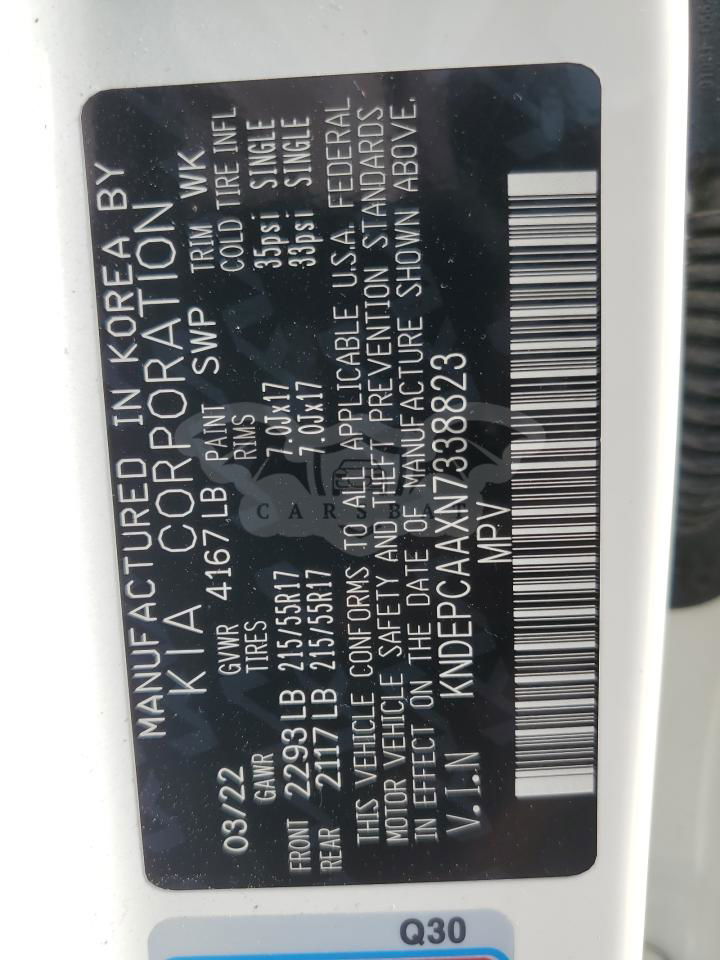 MANUFACTURED IN KOREA BY
KIA CORPORATION
03/22 GVWR 4167 LB PAINT SWP TRIM WK
GAWR TIRES RIMS COLD TIRE INFL
FRONT 2293 LB 215/55R17 7.0Jx17 35psi SINGLE
REAR 2117 LB 215/55R17 7.0Jx17 33psi SINGLE
THIS VEHICLE CONFORMS TO ALL APPLICABLE U.S.A. FEDERAL
MOTOR VEHICLE SAFETY AND THEFT PREVENTION STANDARDS
IN EFFECT ON THE DATE OF MANUFACTURE SHOWN ABOVE.
V.I.N KNDEPCAAXN7338823
MPV
CARSBAT
Q30